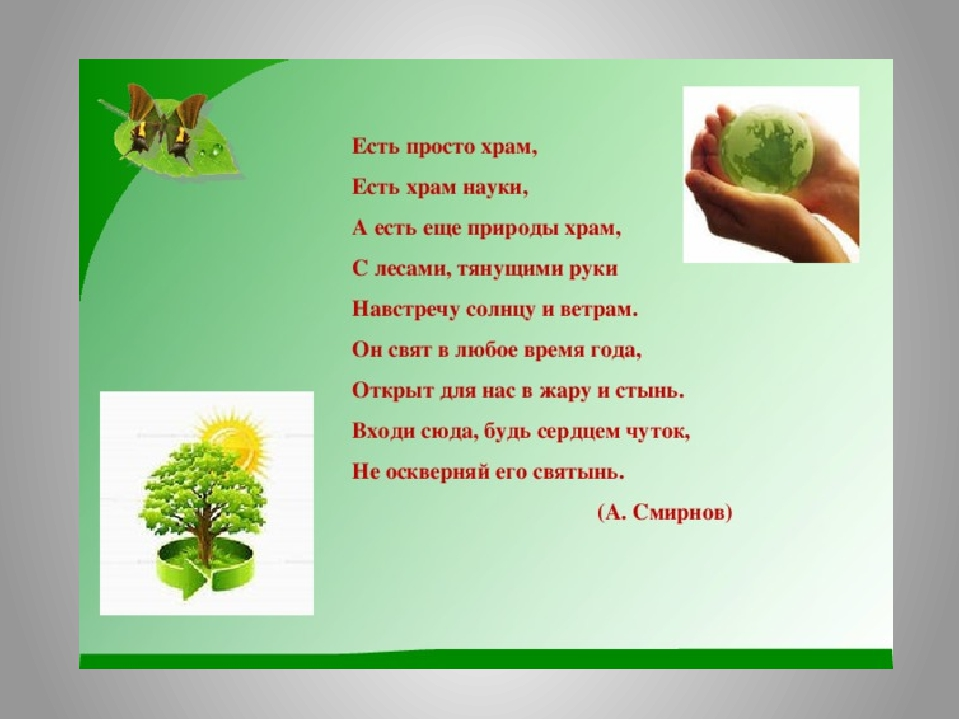 Есть просто храм,
Есть храм науки,
А есть еще природы храм,
С лесами, тянущими руки
Навстречу солнцу и ветрам.
Он свят в любое время года,
Открыт для нас в жару и стынь.
Входи сюда, будь сердцем чуток,
Не оскверняй его святынь.
(А. Смирнов)